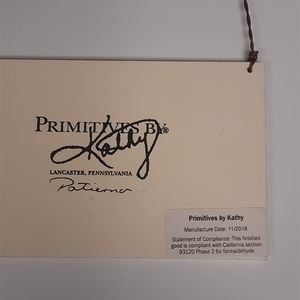 PRIMITIVES BY®
Kathy
LANCASTER, PENNSYLVANIA
Patierno
Primitives by Kathy
Manufacture Date: 11/2016
Statement of Compliance: This finished
good is compliant with California section
93120 Phase 2 for formaldehyde.